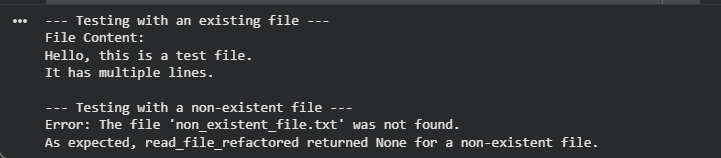 --- Testing with an existing file ---
File Content:
Hello, this is a test file.
It has multiple lines.

--- Testing with a non-existent file ---
Error: The file 'non_existent_file.txt' was not found.
As expected, read_file_refactored returned None for a non-existent file.